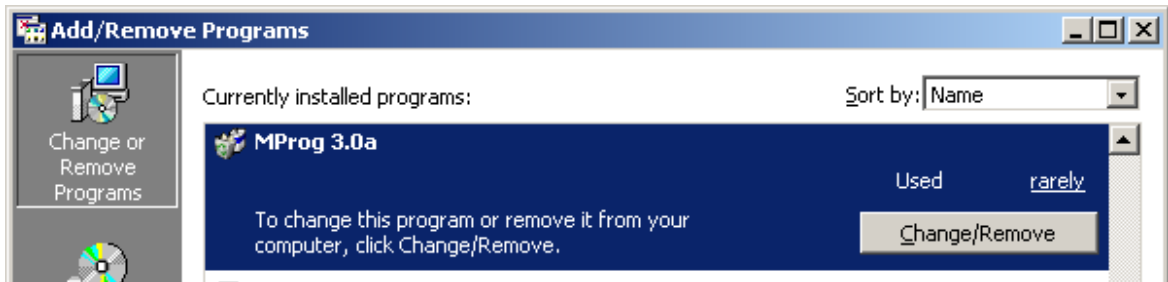 Add/Remove Programs
Change or
Remove
Programs
Currently installed programs:
Sort by: Name
MProg 3.0a
Used rarely
To change this program or remove it from your
computer, click Change/Remove.
Change/Remove